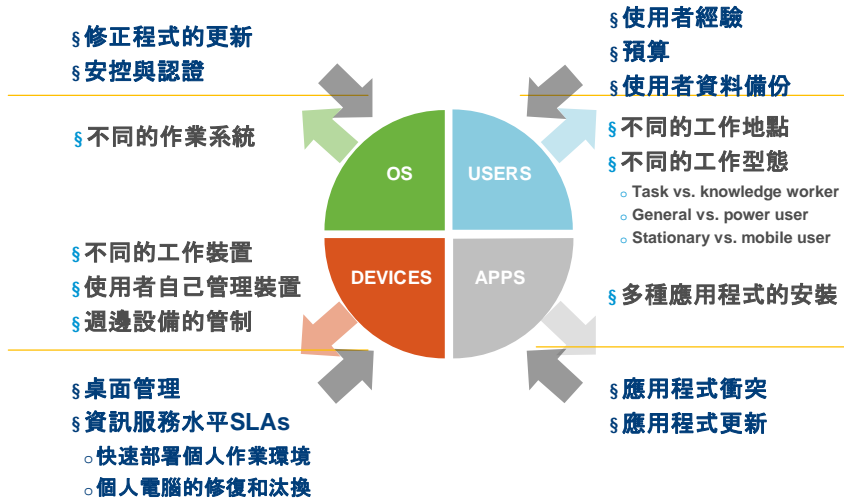 §修正程式的更新
§安控與認證
§不同的作業系統
§使用者經驗
§預算
§使用者資料備份
§不同的工作地點
§不同的工作型態
o Task vs. knowledge worker
o General vs. power user
o Stationary vs. mobile user
OS
USERS
DEVICES
APPS
§不同的工作裝置
§使用者自己管理裝置
§週邊設備的管制
§多種應用程式的安裝
§桌面管理
§資訊服務水平SLAs
o快速部署個人作業環境
o個人電腦的修復和汰換
§應用程式衝突
§應用程式更新